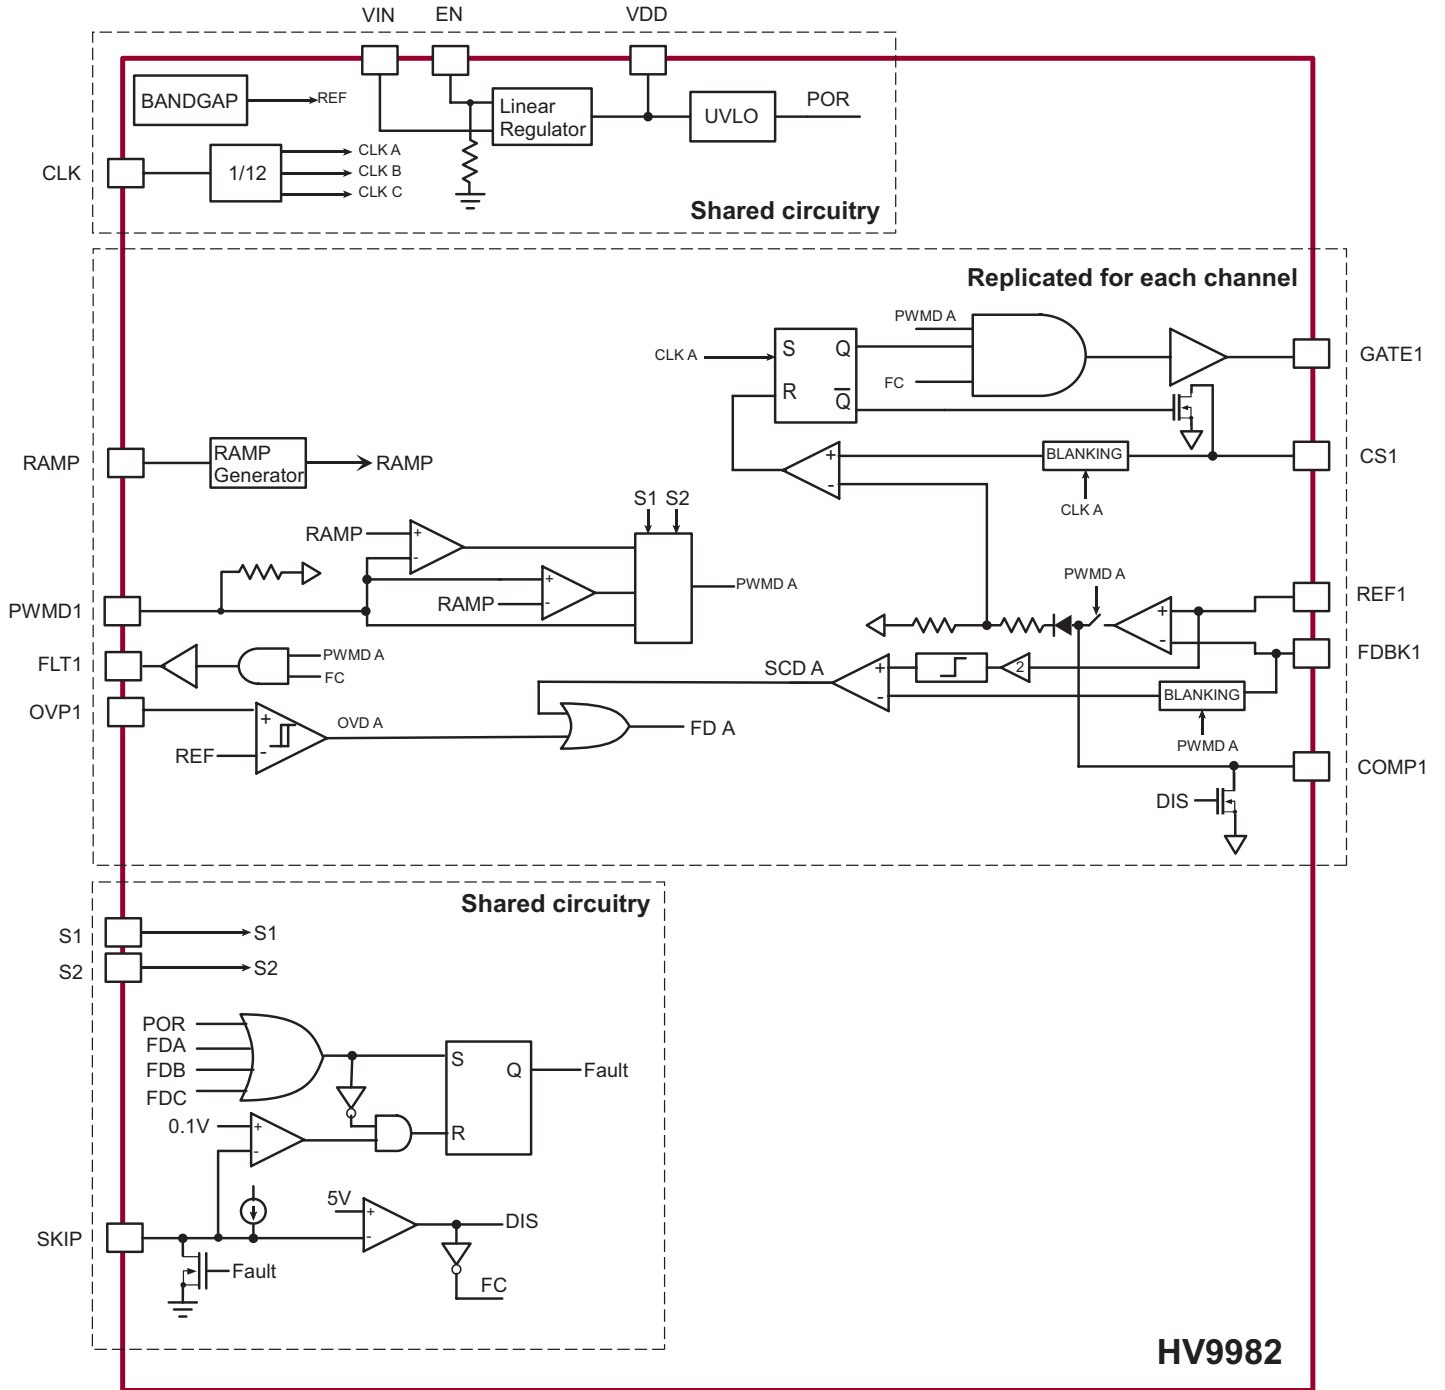 VIN
EN
VDD
BANDGAP
REF
Linear
Regulator
UVLO
POR
CLK
1/12
CLK A
CLK B
CLK C
Shared circuitry
Replicated for each channel
PWMD A
CLK A
S
Q
FC
R
Q
GATE1
RAMP
RAMP
Generator
RAMP
+
-
BLANKING
CS1
CLK A
S1
S2
RAMP
+
-
PWMD A
+
-
RAMP
PWMD A
PWMD1
REF1
+
-
FDBK1
FLT1
PWMD A
FC
SCD A
+
-
2
BLANKING
PWMD A
OVP1
+
-
REF
OVD A
FD A
COMP1
DIS
Shared circuitry
S1
S1
S2
S2
POR
FDA
FDB
FDC
S
Q
R
Fault
0.1V
+
-
5V
+
-
DIS
SKIP
Fault
FC
HV9982